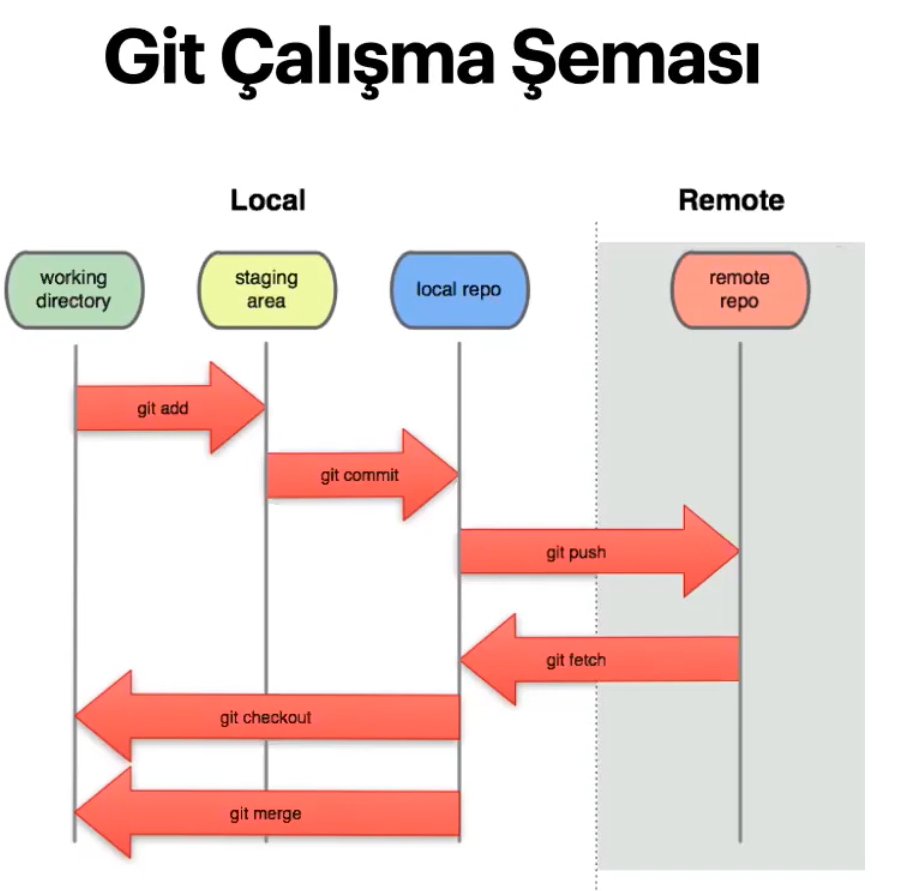 Git Çalışma Şeması
Local
Remote
working
directory
staging
area
local repo
remote
repo
git add
git commit
git push
git fetch
git checkout
git merge